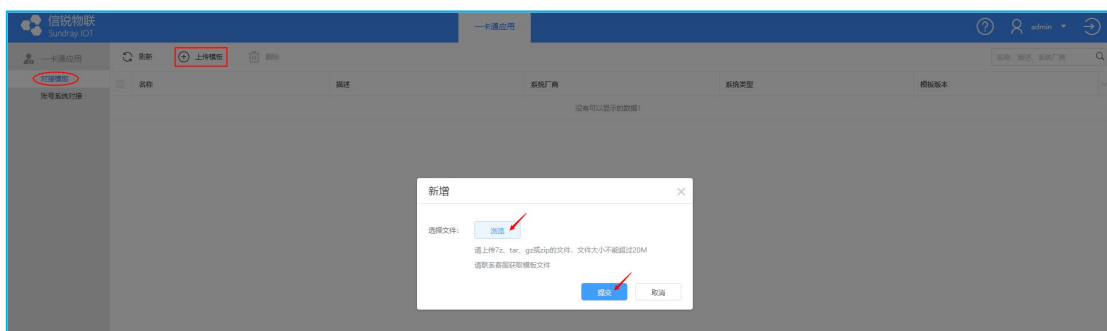 信锐物联
Sundray IOT
一卡通应用
admin
一卡通应用
刷新
上传模板
删除
名称、描述、系统厂商
对接模板
名称
描述
系统厂商
系统类型
模板版本
账号系统对接
没有可以显示的数据！
新增
选择文件：
浏览
请上传7z、tar、gz或zip的文件，文件大小不能超过20M
请联系客服获取模板文件
提交
取消